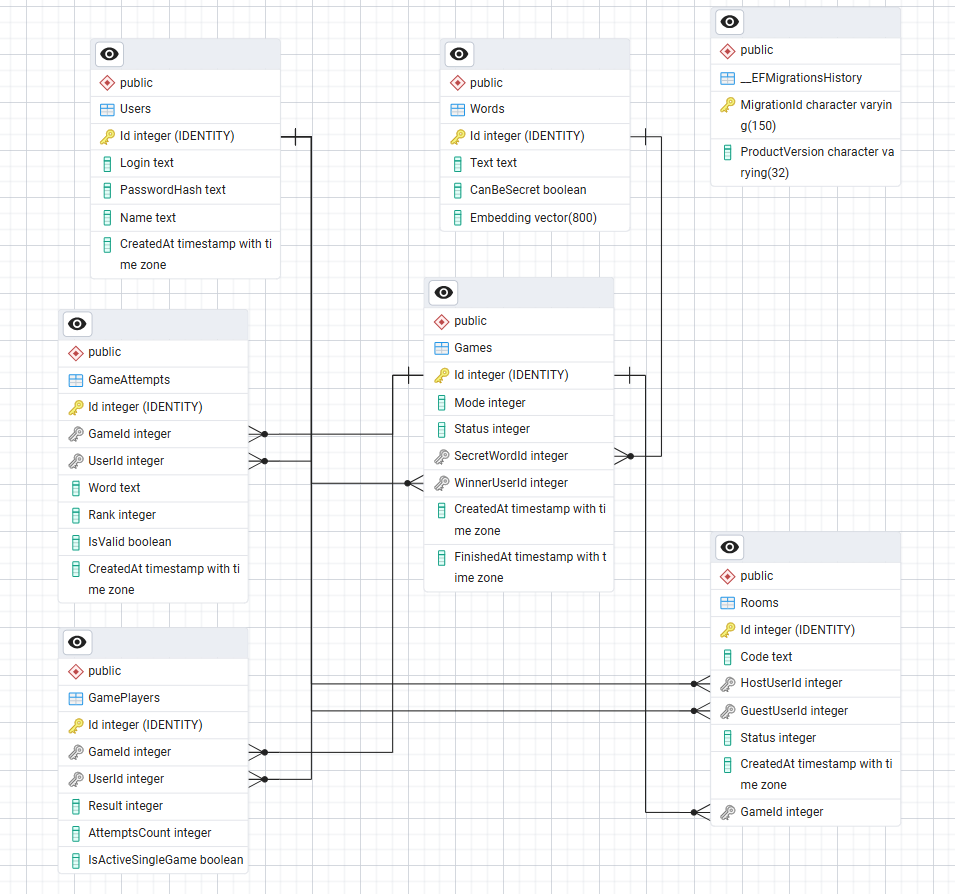 public
Users
Id integer (IDENTITY)
Login text
PasswordHash text
Name text
CreatedAt timestamp with ti
me zone
public
Words
Id integer (IDENTITY)
Text text
CanBeSecret boolean
Embedding vector(800)
public
__EFMigrationsHistory
MigrationId character varyin
g(150)
ProductVersion character va
rying(32)
public
GameAttempts
Id integer (IDENTITY)
GameId integer
UserId integer
Word text
Rank integer
IsValid boolean
CreatedAt timestamp with ti
me zone
public
Games
Id integer (IDENTITY)
Mode integer
Status integer
SecretWordId integer
WinnerUserId integer
CreatedAt timestamp with ti
me zone
FinishedAt timestamp with t
ime zone
public
Rooms
Id integer (IDENTITY)
Code text
HostUserId integer
GuestUserId integer
Status integer
CreatedAt timestamp with ti
me zone
GameId integer
public
GamePlayers
Id integer (IDENTITY)
GameId integer
UserId integer
Result integer
AttemptsCount integer
IsActiveSingleGame boolean